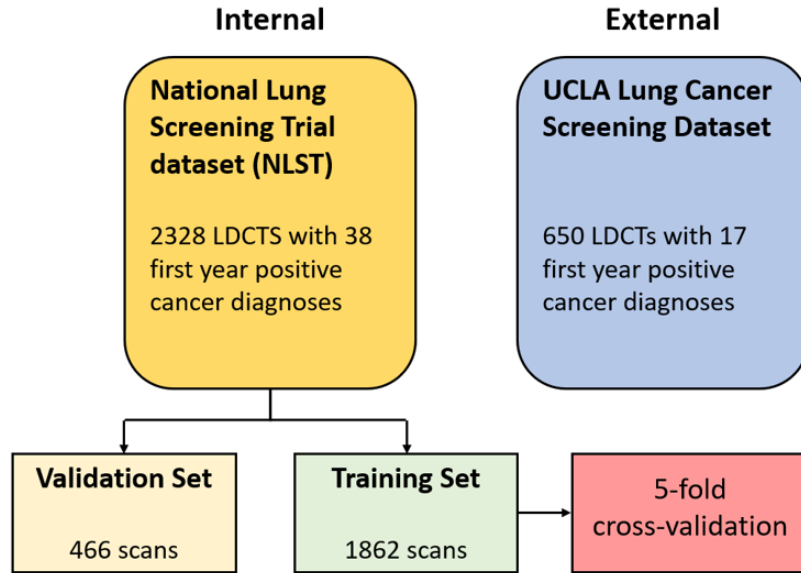 Internal
External
National Lung
Screening Trial
dataset (NLST)
2328 LDCTS with 38
first year positive
cancer diagnoses
UCLA Lung Cancer
Screening Dataset
650 LDCTs with 17
first year positive
cancer diagnoses
Validation Set
466 scans
Training Set
1862 scans
5-fold
cross-validation